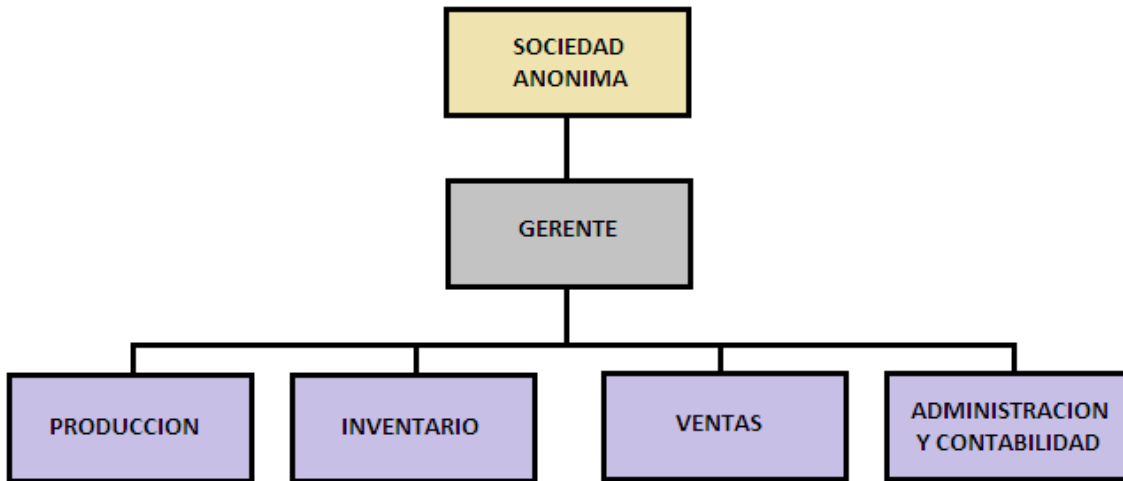 SOCIEDAD
ANONIMA
GERENTE
PRODUCCION
INVENTARIO
VENTAS
ADMINISTRACION
Y CONTABILIDAD